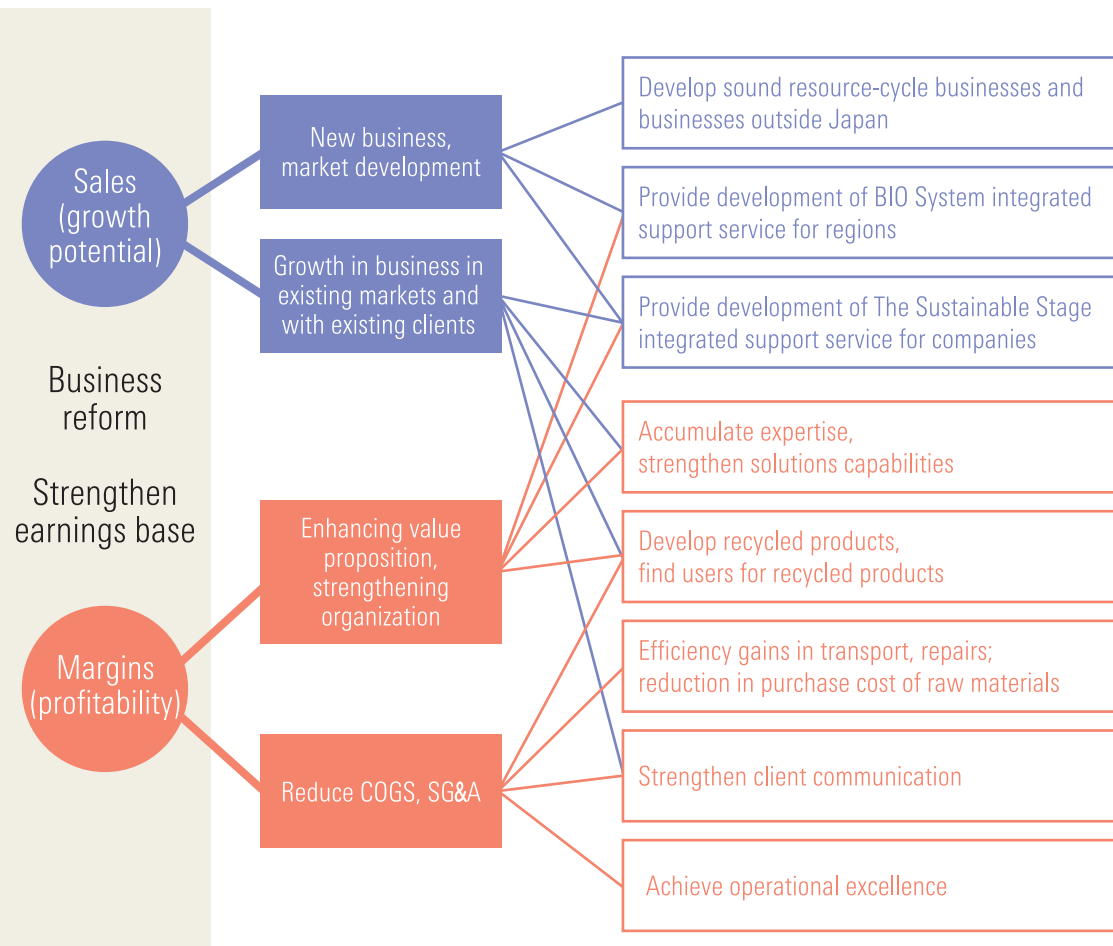 Sales
(growth
potential)
Business
reform
Strengthen
earnings base
Margins
(profitability)
New business,
market development
Growth in business in
existing markets and
with existing clients
Enhancing value
proposition,
strengthening
organization
Reduce COGS, SG&A
Develop sound resource-cycle businesses and
businesses outside Japan
Provide development of BIO System integrated
support service for regions
Provide development of The Sustainable Stage
integrated support service for companies
Accumulate expertise,
strengthen solutions capabilities
Develop recycled products,
find users for recycled products
Efficiency gains in transport, repairs;
reduction in purchase cost of raw materials
Strengthen client communication
Achieve operational excellence